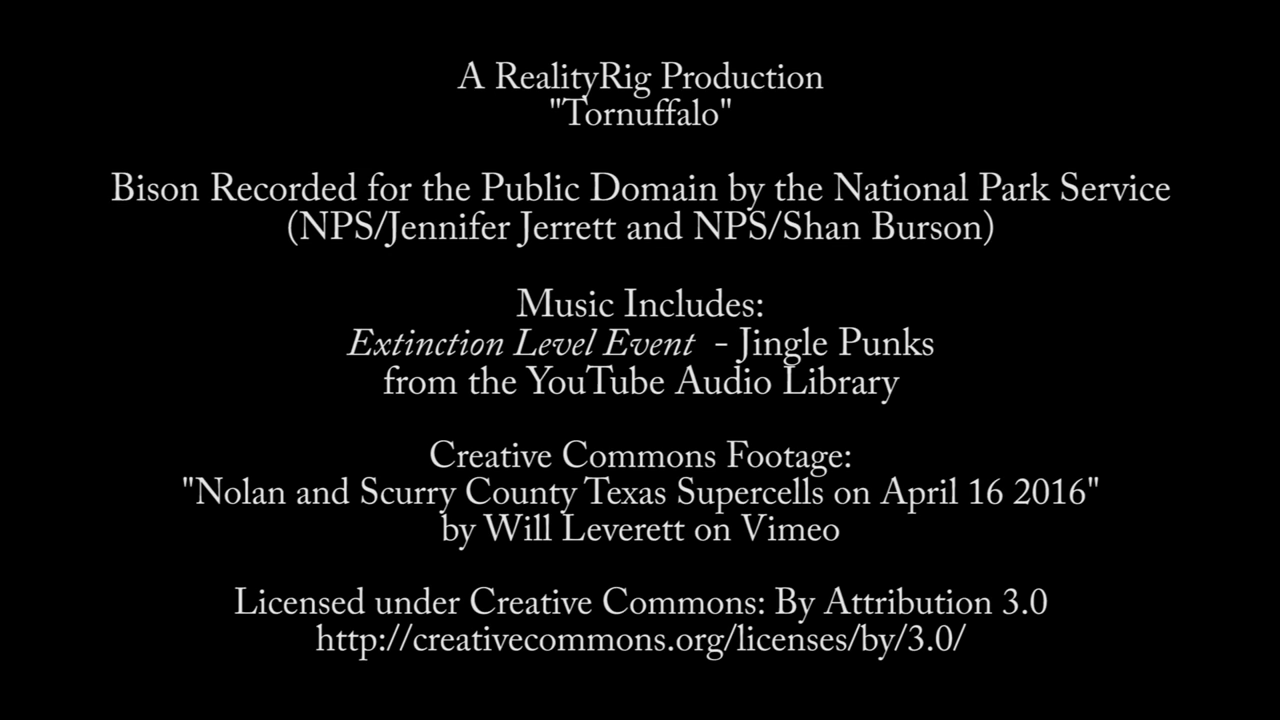 A RealityRig Production
"Tornuffalo"
Bison Recorded for the Public Domain by the National Park Service
(NPS/Jennifer Jerrett and NPS/Shan Burson)
Music Includes:
Extinction Level Event - Jingle Punks
from the YouTube Audio Library
Creative Commons Footage:
"Nolan and Scurry County Texas Supercells on April 16 2016"
by Will Leverett on Vimeo
Licensed under Creative Commons: By Attribution 3.0
http://creativecommons.org/licenses/by/3.0/